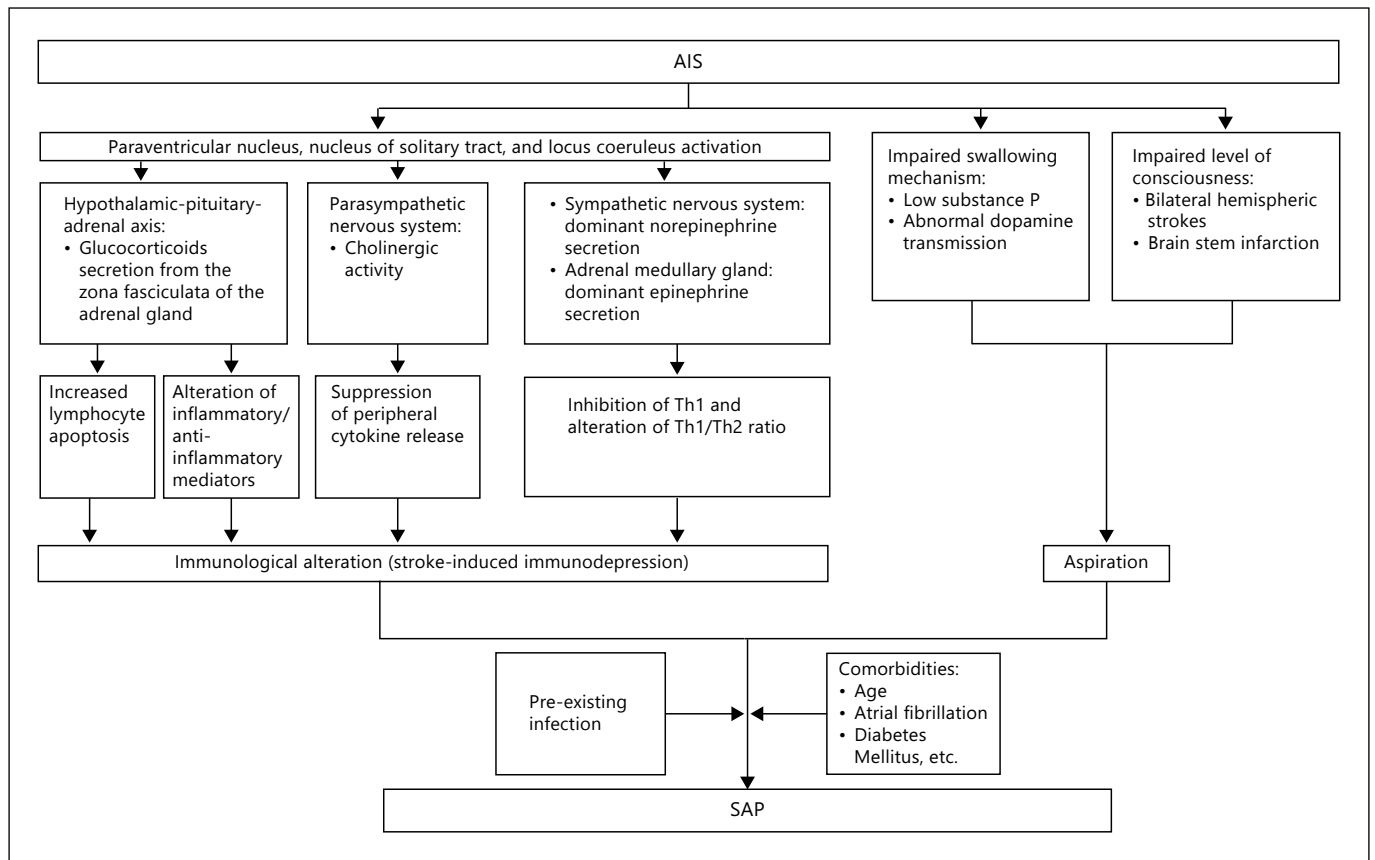 AIS
Paraventricular nucleus, nucleus of solitary tract, and locus coeruleus activation
Hypothalamic-pituitary-
adrenal axis:
• Glucocorticoids
secretion from the
zona fasciculata of the
adrenal gland
Parasympathetic
nervous system:
• Cholinergic
activity
• Sympathetic nervous system:
dominant norepinephrine
secretion
• Adrenal medullary gland:
dominant epinephrine
secretion
Impaired swallowing
mechanism:
• Low substance P
• Abnormal dopamine
transmission
Impaired level of
consciousness:
• Bilateral hemispheric
strokes
• Brain stem infarction
Increased
lymphocyte
apoptosis
Alteration of
inflammatory/
anti-
inflammatory
mediators
Suppression
of peripheral
cytokine release
Inhibition of Th1 and
alteration of Th1/Th2 ratio
Immunological alteration (stroke-induced immunodepression)
Aspiration
Pre-existing
infection
Comorbidities:
• Age
• Atrial fibrillation
• Diabetes
Mellitus, etc.
SAP